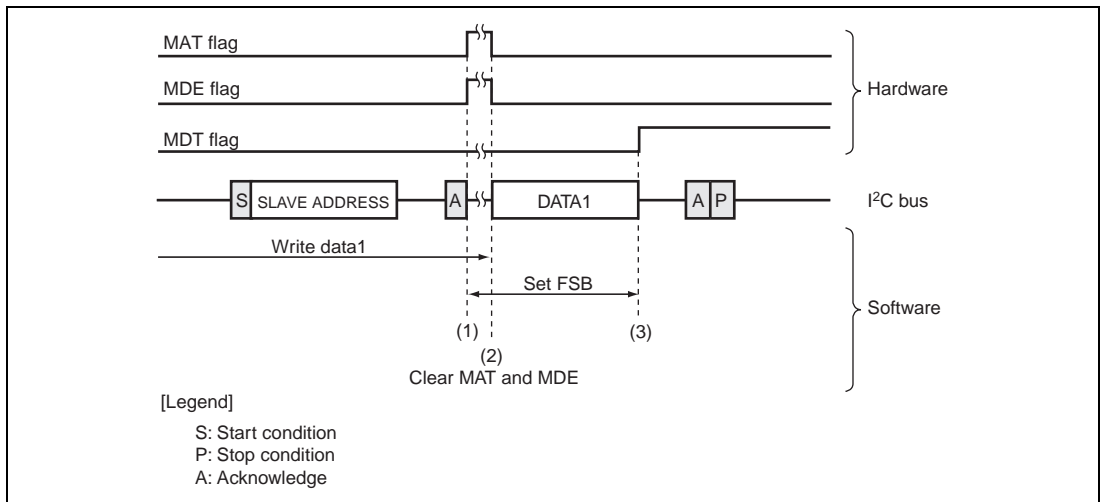 MAT flag
MDE flag
Hardware
MDT flag
S SLAVE ADDRESS A DATA1 A P I²C bus
Write data1
Set FSB
Software
(1) (3)
(2)
Clear MAT and MDE
[Legend]
S: Start condition
P: Stop condition
A: Acknowledge